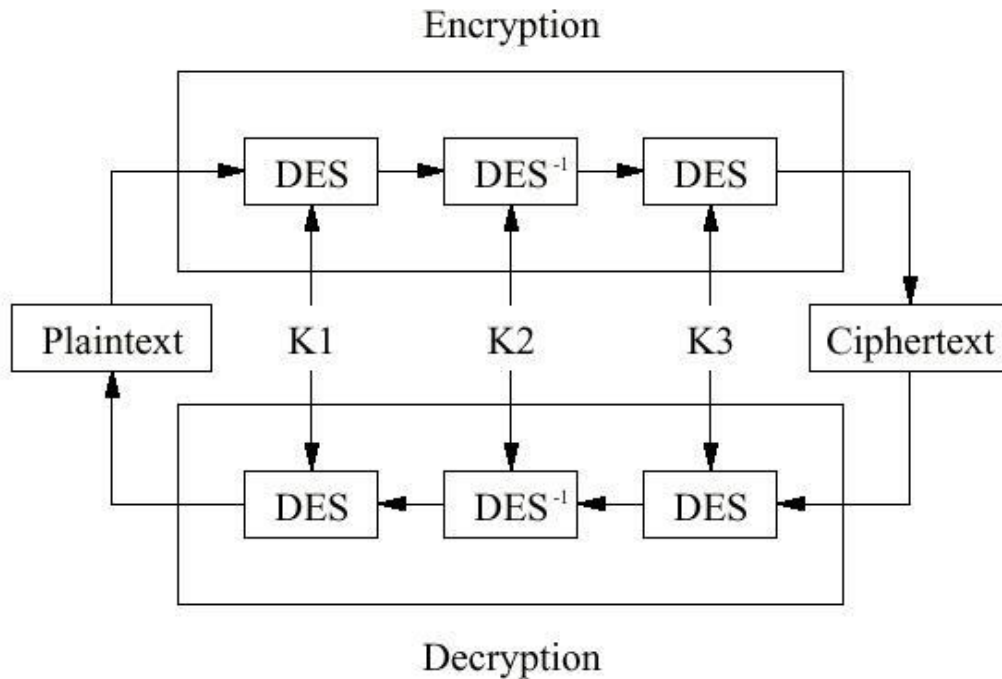 Encryption
DES DES⁻¹ DES
Plaintext K1 K2 K3 Ciphertext
DES DES⁻¹ DES
Decryption